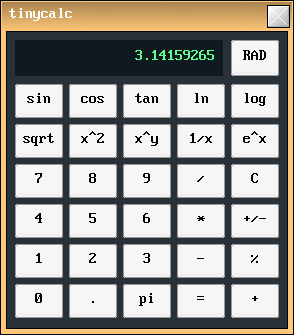 tinycalc
3.14159265 RAD
sin cos tan ln log
sqrt x^2 x^y 1/x e^x
7 8 9 / C
4 5 6 * +/-
1 2 3 - %
0 . pi = +